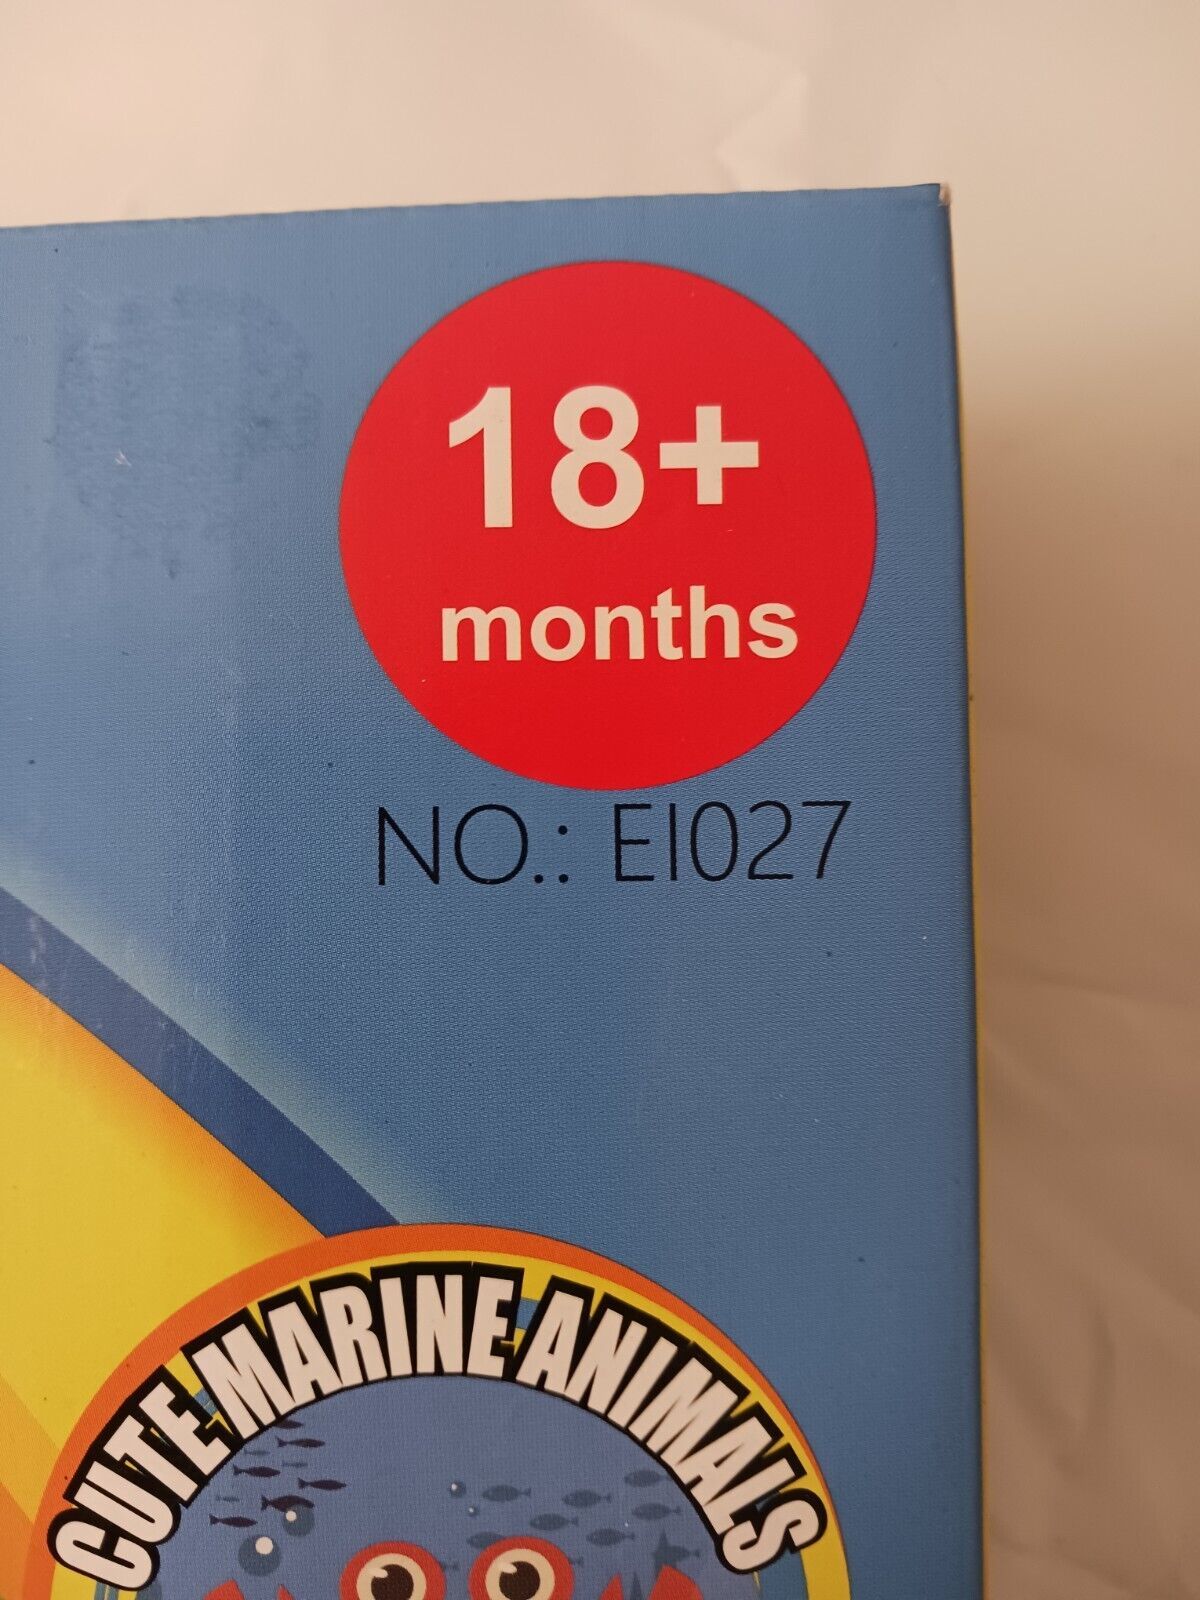 18+
months
NO.: EI027
CUTE MARINE ANIMALS